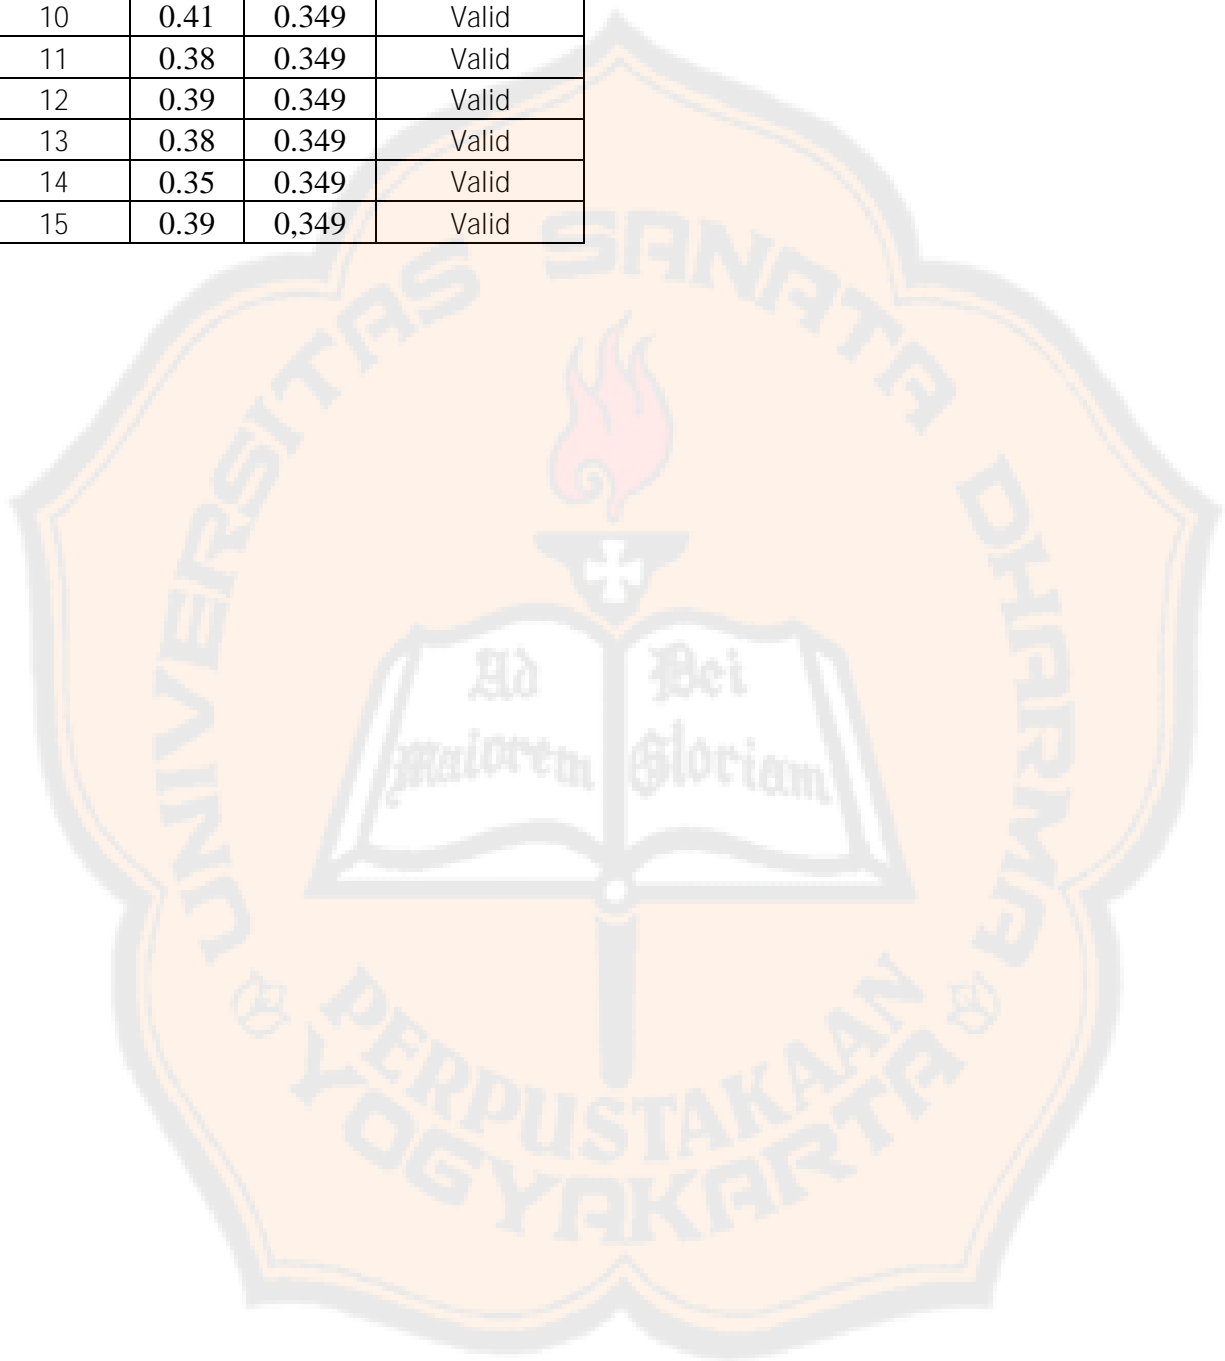 10 0.41 0.349 Valid
11 0.38 0.349 Valid
12 0.39 0.349 Valid
13 0.38 0.349 Valid
14 0.35 0.349 Valid
15 0.39 0,349 Valid
UNIVERSITAS SANATA DHARMA
Ad Dei
maiorem Gloriam
PERPUSTAKAAN
YOGYAKARTA